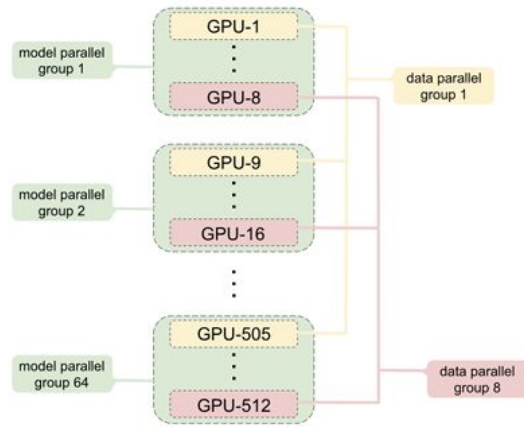 GPU-1
model parallel
group 1
GPU-8
data parallel
group 1
GPU-9
model parallel
group 2
GPU-16
GPU-505
model parallel
group 64
GPU-512
data parallel
group 8